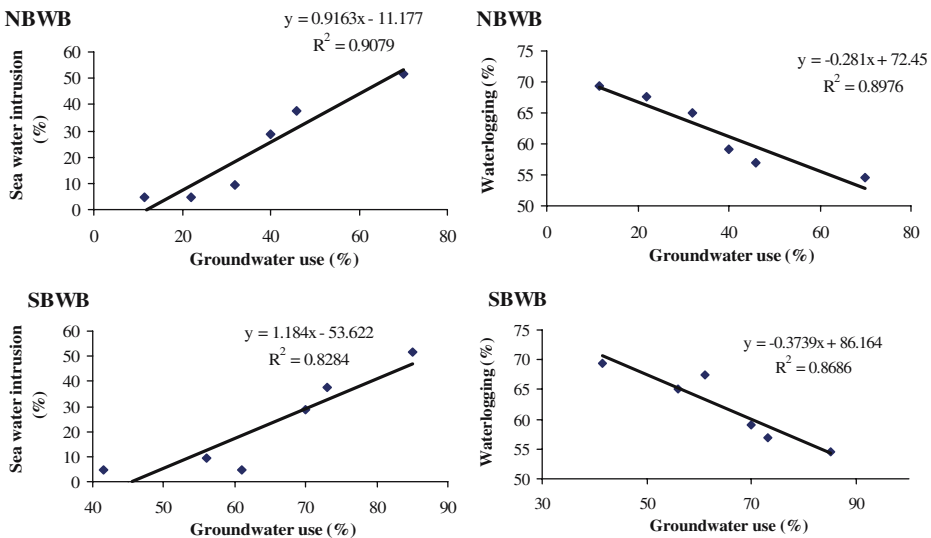 NBWB
y = 0.9163x - 11.177
R² = 0.9079
Sea water intrusion
(%)
60
50
40
30
20
10
0
0 20 40 60 80
Groundwater use (%)
NBWB
y = -0.281x + 72.45
R² = 0.8976
Waterlogging (%)
75
70
65
60
55
50
0 20 40 60 80
Groundwater use (%)
SBWB
y = 1.184x - 53.622
R² = 0.8284
Sea water intrusion
(%)
60
50
40
30
20
10
0
40 50 60 70 80 90
Groundwater use (%)
SBWB
y = -0.3739x + 86.164
R² = 0.8686
Waterlogging (%)
75
70
65
60
55
50
30 50 70 90
Groundwater use (%)